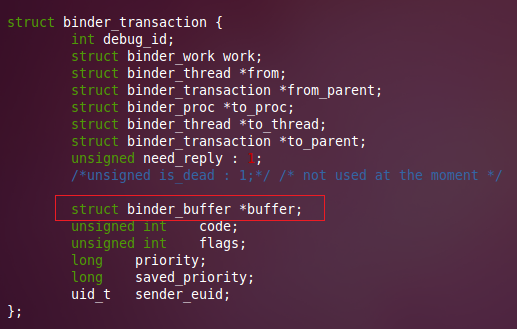 struct binder_transaction {
        int debug_id;
        struct binder_work work;
        struct binder_thread *from;
        struct binder_transaction *from_parent;
        struct binder_proc *to_proc;
        struct binder_thread *to_thread;
        struct binder_transaction *to_parent;
        unsigned need_reply : 1;
        /*unsigned is_dead : 1;*/ /* not used at the moment */

        struct binder_buffer *buffer;
        unsigned int    code;
        unsigned int    flags;
        long    priority;
        long    saved_priority;
        uid_t   sender_euid;
};